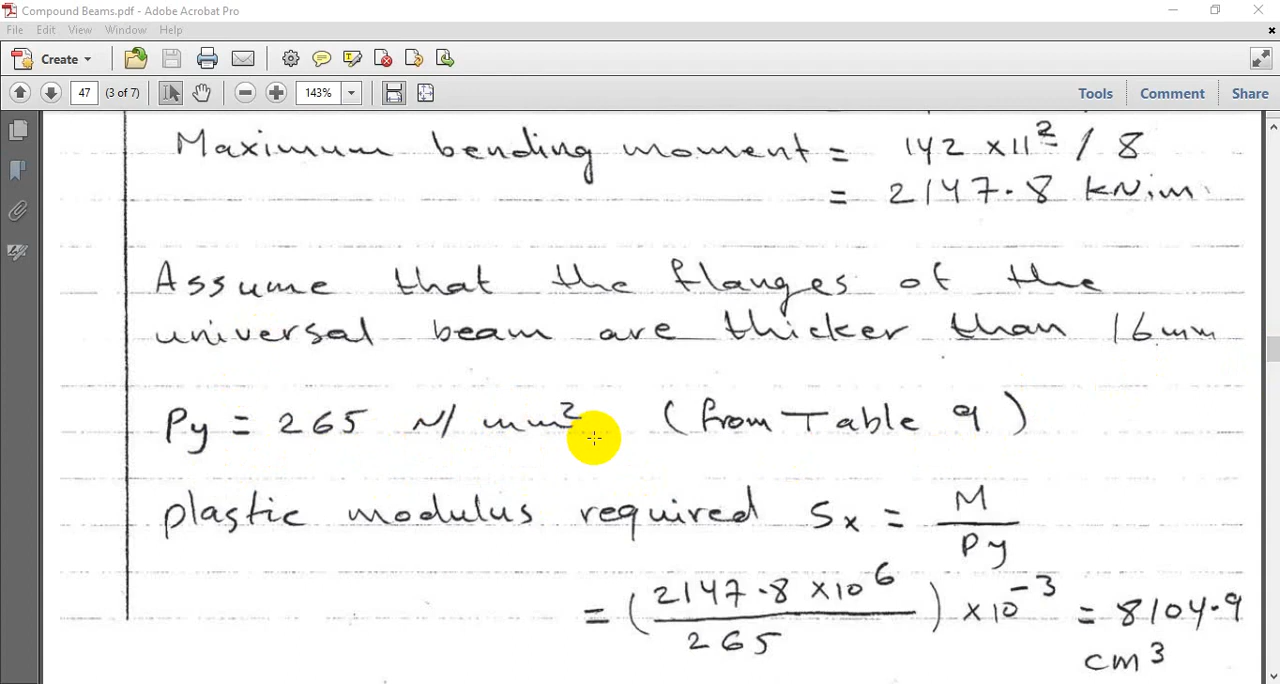 Compound Beams.pdf - Adobe Acrobat Pro
File Edit View Window Help
Create 
47 (3 of 7) 143% Tools Comment Share
Maximum bending moment = 142 x 11² / 8
= 2147.8 kN.m
Assume that the flanges of the
universal beam are thicker than 16mm
Py = 265 N/mm² (from Table 9)
plastic modulus required Sx = M
Py
= (2147.8 x 10⁶ ) x 10⁻³ = 8104.9
265
cm³